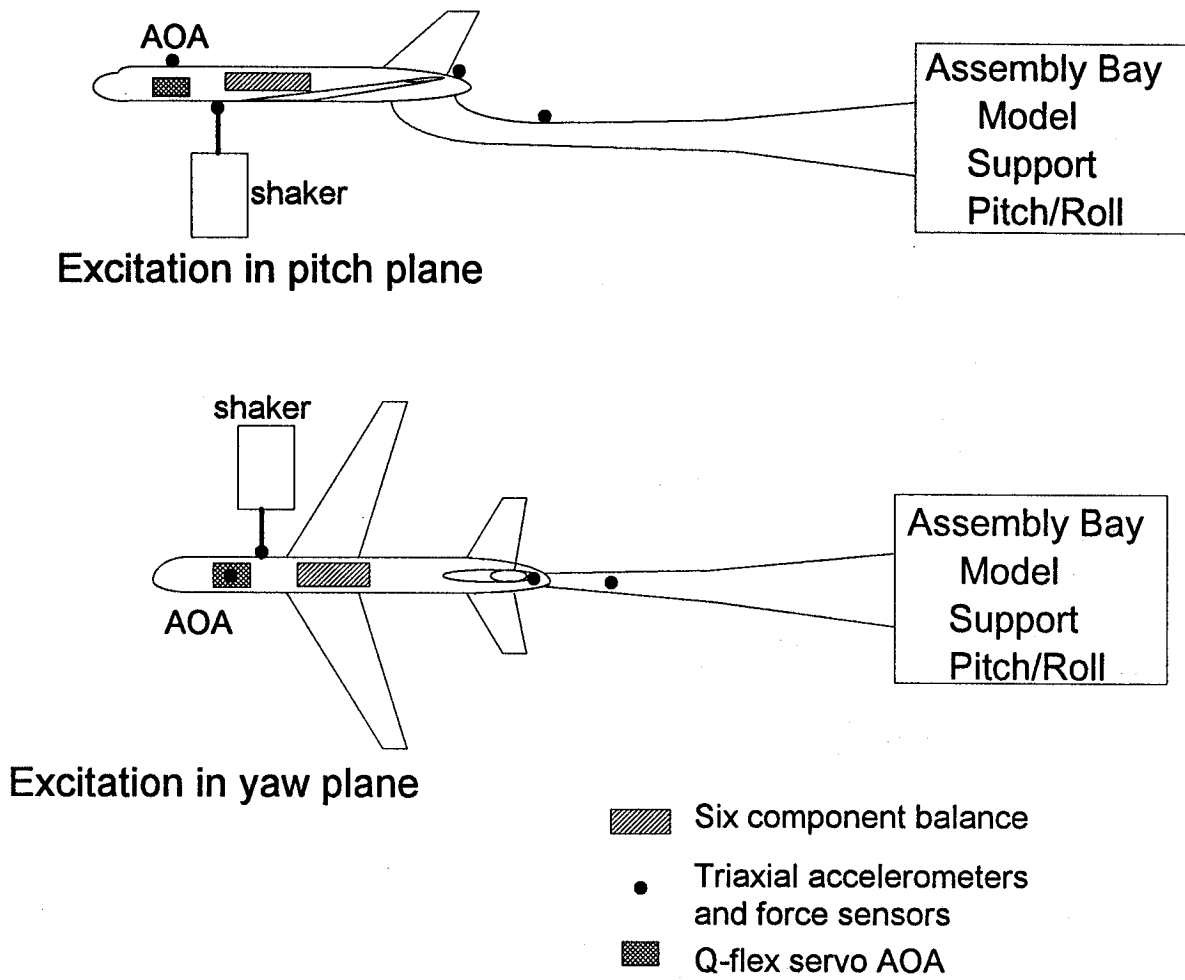 AOA
shaker
Excitation in pitch plane
Assembly Bay
Model
Support
Pitch/Roll
shaker
AOA
Excitation in yaw plane
Assembly Bay
Model
Support
Pitch/Roll
Six component balance
Triaxial accelerometers
and force sensors
Q-flex servo AOA